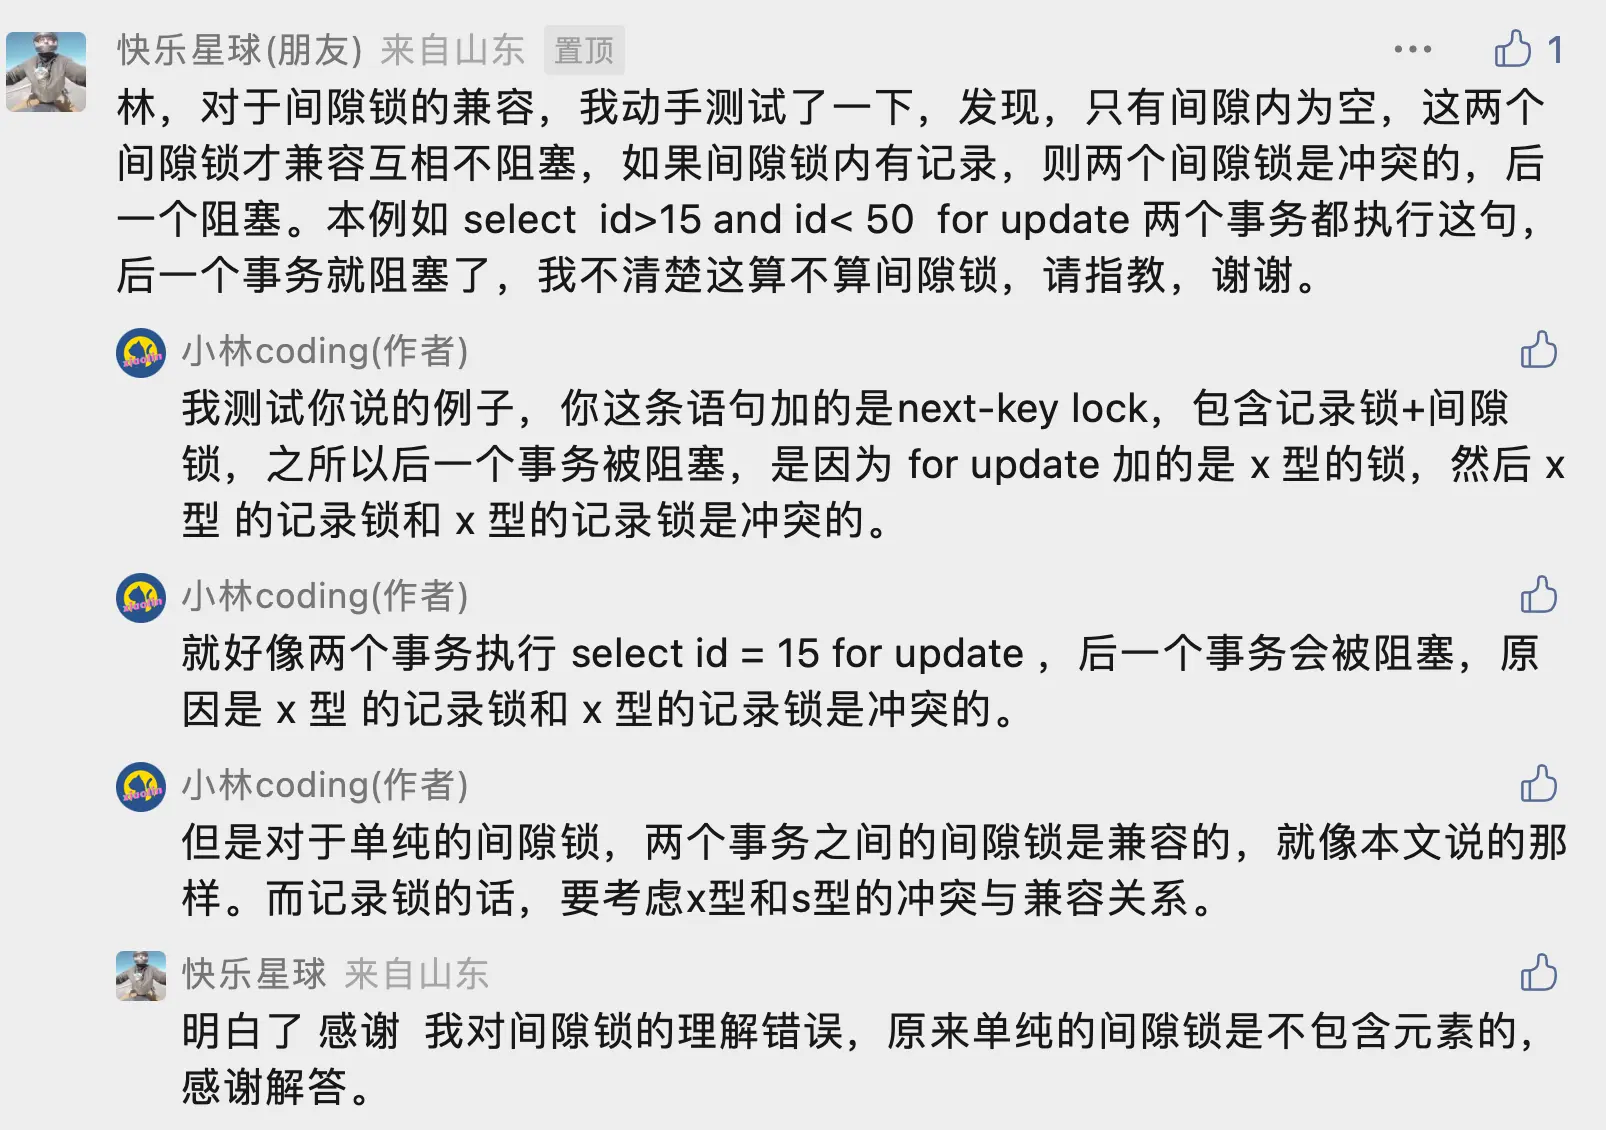 快乐星球(朋友) 来自山东 置顶 1
林，对于间隙锁的兼容，我动手测试了一下，发现，只有间隙内为空，这两个
间隙锁才兼容互相不阻塞，如果间隙锁内有记录，则两个间隙锁是冲突的，后
一个阻塞。本例如 select  id>15 and id< 50  for update 两个事务都执行这句，
后一个事务就阻塞了，我不清楚这算不算间隙锁，请指教，谢谢。
小林coding(作者)
我测试你说的例子，你这条语句加的是next-key lock，包含记录锁+间隙
锁，之所以后一个事务被阻塞，是因为 for update 加的是 x 型的锁，然后 x
型 的记录锁和 x 型的记录锁是冲突的。
小林coding(作者)
就好像两个事务执行 select id = 15 for update ，后一个事务会被阻塞，原
因是 x 型 的记录锁和 x 型的记录锁是冲突的。
小林coding(作者)
但是对于单纯的间隙锁，两个事务之间的间隙锁是兼容的，就像本文说的那
样。而记录锁的话，要考虑x型和s型的冲突与兼容关系。
快乐星球 来自山东
明白了 感谢  我对间隙锁的理解错误，原来单纯的间隙锁是不包含元素的，
感谢解答。